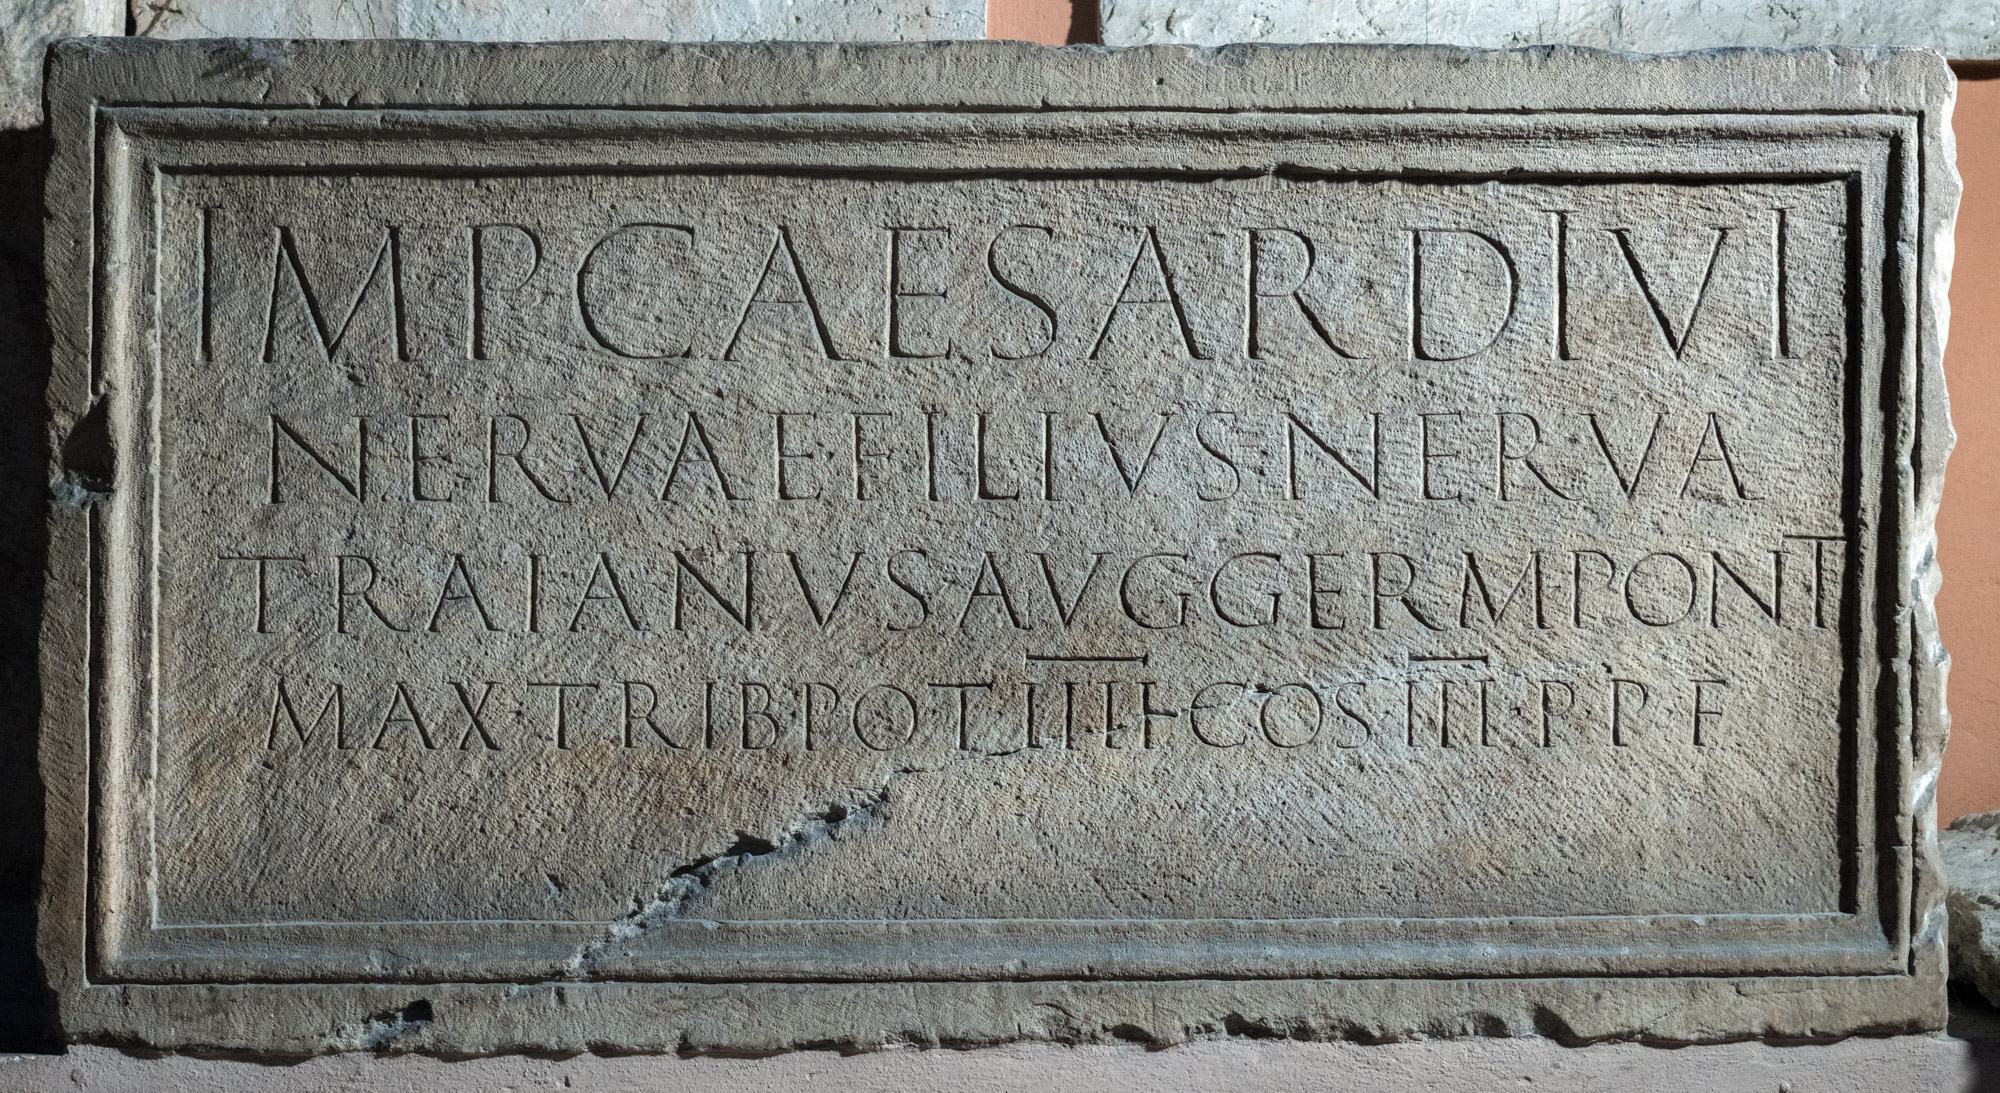 IMP CAESAR DIVI
NERVAE FILIVS NERVA
TRAIANVS AVG GERM PONT
MAX TRIB POT IIII COS III P P F